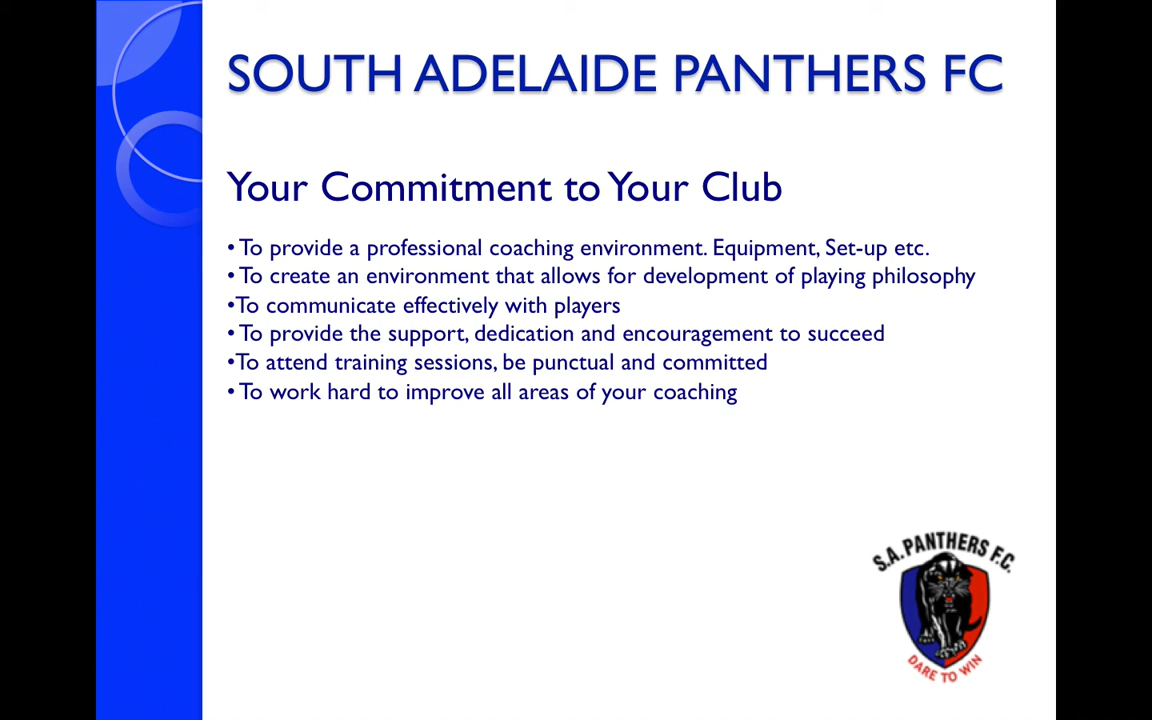 SOUTH ADELAIDE PANTHERS FC
Your Commitment to Your Club
• To provide a professional coaching environment. Equipment, Set-up etc.
• To create an environment that allows for development of playing philosophy
•To communicate effectively with players
• To provide the support, dedication and encouragement to succeed
•To attend training sessions, be punctual and committed
• To work hard to improve all areas of your coaching
S.A. PANTHERS F.C.
DARE TO WIN